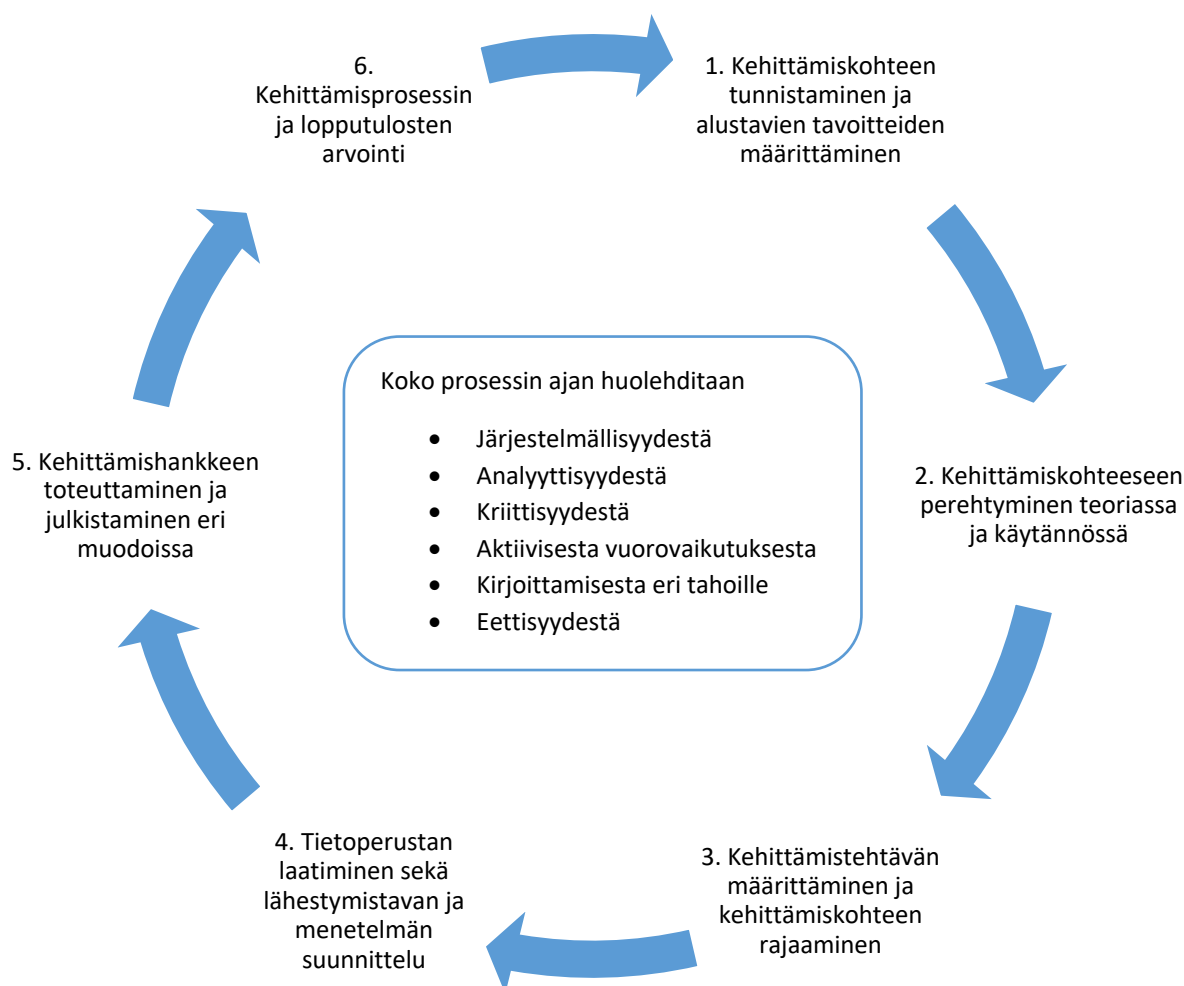 6.
Kehittämisprosessin
ja lopputulosten
arvointi
1. Kehittämiskohteen
tunnistaminen ja
alustavien tavoitteiden
määrittäminen
2. Kehittämiskohteeseen
perehtyminen teoriassa
ja käytännössä
3. Kehittämistehtävän
määrittäminen ja
kehittämiskohteen
rajaaminen
4. Tietoperustan
laatiminen sekä
lähestymistavan ja
menetelmän
suunnittelu
5. Kehittämishankkeen
toteuttaminen ja
julkistaminen eri
muodoissa
Koko prosessin ajan huolehditaan
• Järjestelmällisyydestä
• Analyyttisyydestä
• Kriittisyydestä
• Aktiivisesta vuorovaikutuksesta
• Kirjoittamisesta eri tahoille
• Eettisyydestä